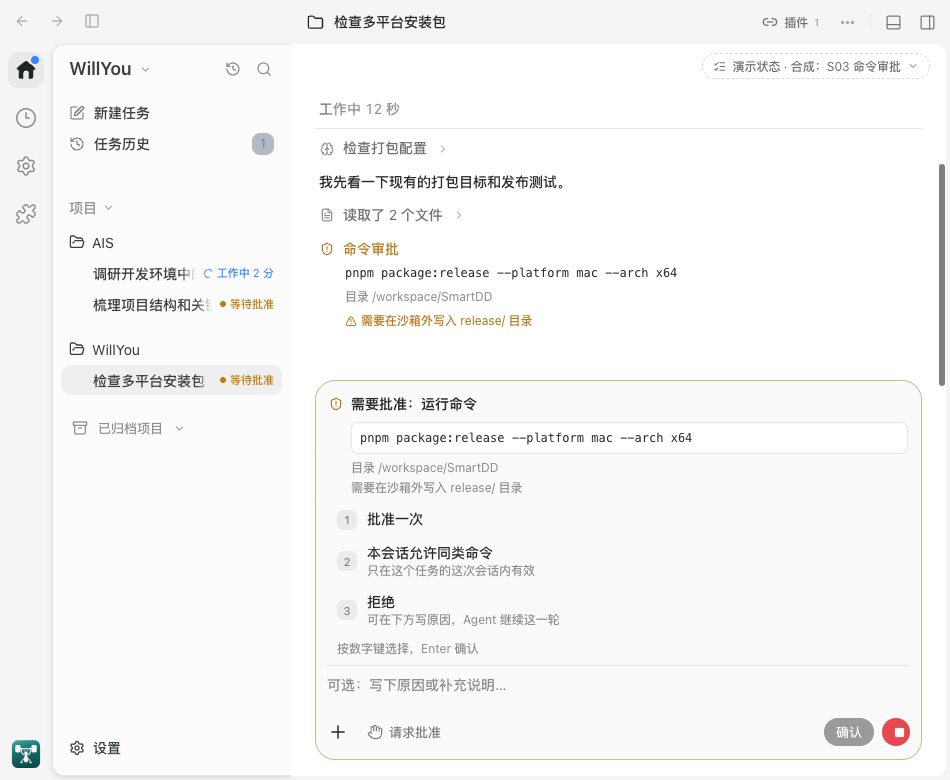 检查多平台安装包
插件 1
WillYou
演示状态 · 合成：S03 命令审批
新建任务
任务历史 1
项目
AIS
调研开发环境中 工作中 2 分
梳理项目结构和关 等待批准
WillYou
检查多平台安装包 等待批准
已归档项目
设置
工作中 12 秒
检查打包配置
我先看一下现有的打包目标和发布测试。
读取了 2 个文件
命令审批
pnpm package:release --platform mac --arch x64
目录 /workspace/SmartDD
需要在沙箱外写入 release/ 目录
需要批准：运行命令
pnpm package:release --platform mac --arch x64
目录 /workspace/SmartDD
需要在沙箱外写入 release/ 目录
1 批准一次
2 本会话允许同类命令
只在这个任务的这次会话内有效
3 拒绝
可在下方写原因，Agent 继续这一轮
按数字键选择，Enter 确认
可选：写下原因或补充说明...
请求批准
确认